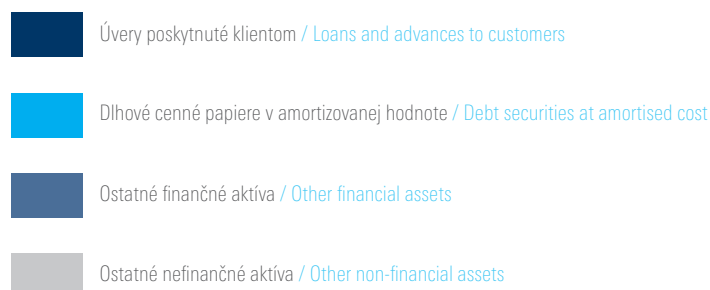 Úvery poskytnuté klientom / Loans and advances to customers
Dlhové cenné papiere v amortizovanej hodnote / Debt securities at amortised cost
Ostatné finančné aktíva / Other financial assets
Ostatné nefinančné aktíva / Other non-financial assets